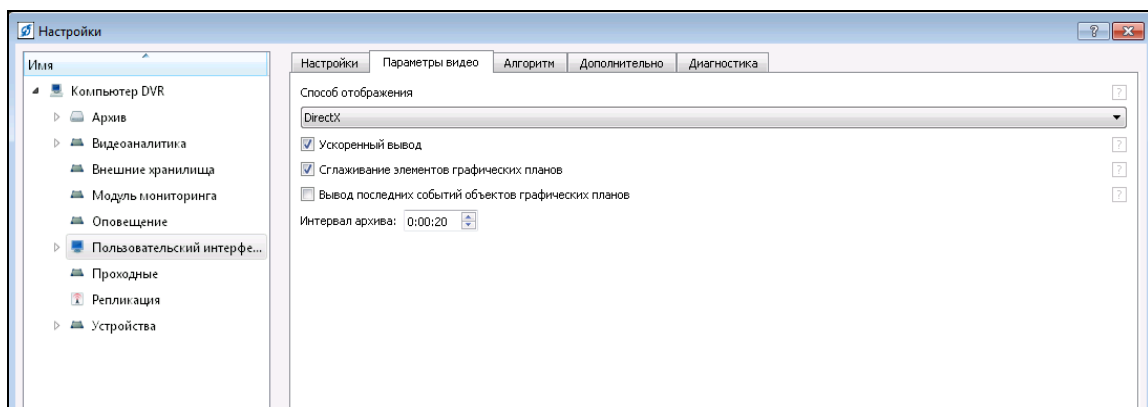 Настройки
Имя
Компьютер DVR
Архив
Видеоаналитика
Внешние хранилища
Модуль мониторинга
Оповещение
Пользовательский интерфе...
Проходные
Репликация
Устройства
Настройки Параметры видео Алгоритм Дополнительно Диагностика
Способ отображения ?
DirectX
Ускоренный вывод ?
Сглаживание элементов графических планов ?
Вывод последних событий объектов графических планов ?
Интервал архива: 0:00:20